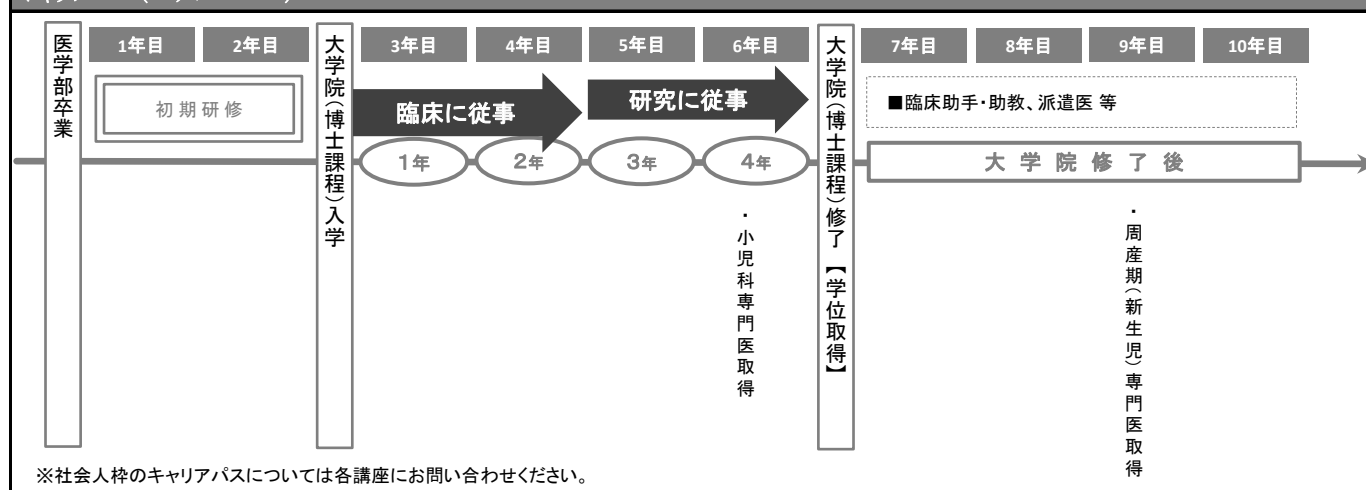 医学部卒業
1年目
2年目
初期研修
大学院(博士課程)入学
3年目
4年目
5年目
6年目
臨床に従事
研究に従事
1年
2年
3年
4年
・小児科専門医取得
大学院(博士課程)修了 【学位取得】
7年目
8年目
9年目
10年目
■臨床助手・助教、派遣医 等
大学院修了後
・周産期(新生児)専門医取得
※社会人枠のキャリアパスについては各講座にお問い合わせください。